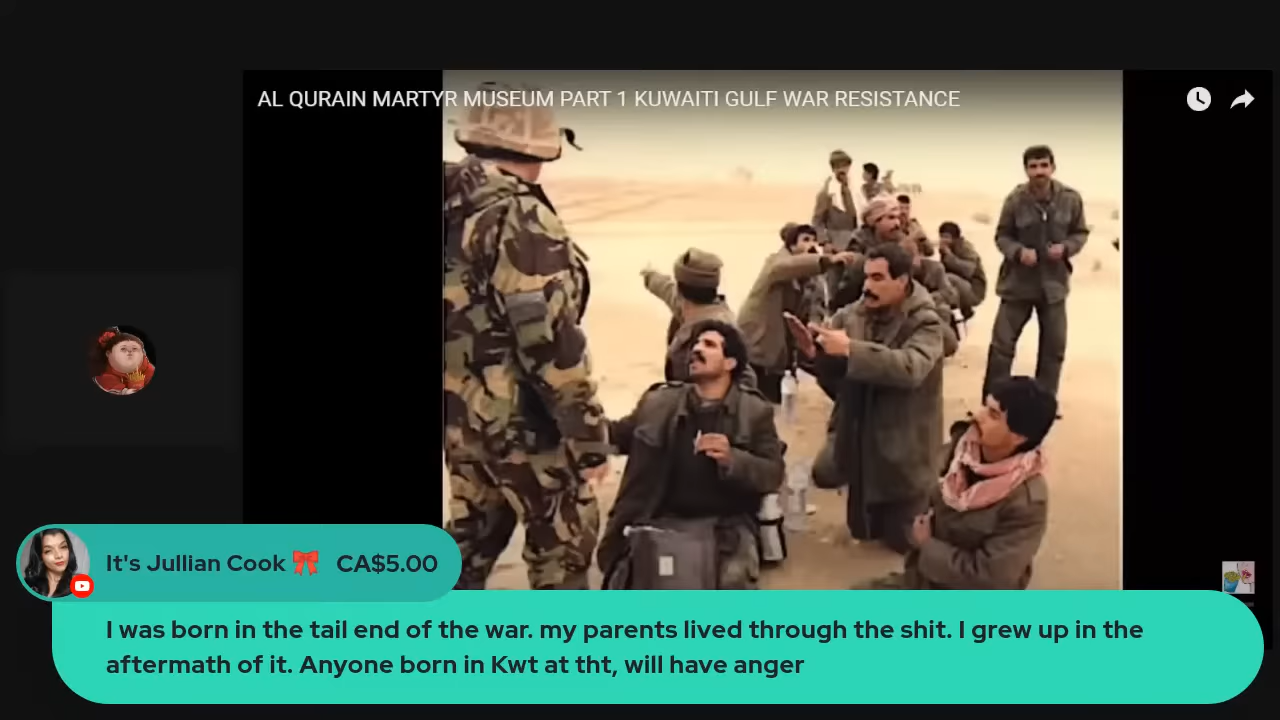 AL QURAIN MARTYR MUSEUM PART 1 KUWAITI GULF WAR RESISTANCE
It's Jullian Cook 🎀 CA$5.00
I was born in the tail end of the war. my parents lived through the shit. I grew up in the
aftermath of it. Anyone born in Kwt at tht, will have anger